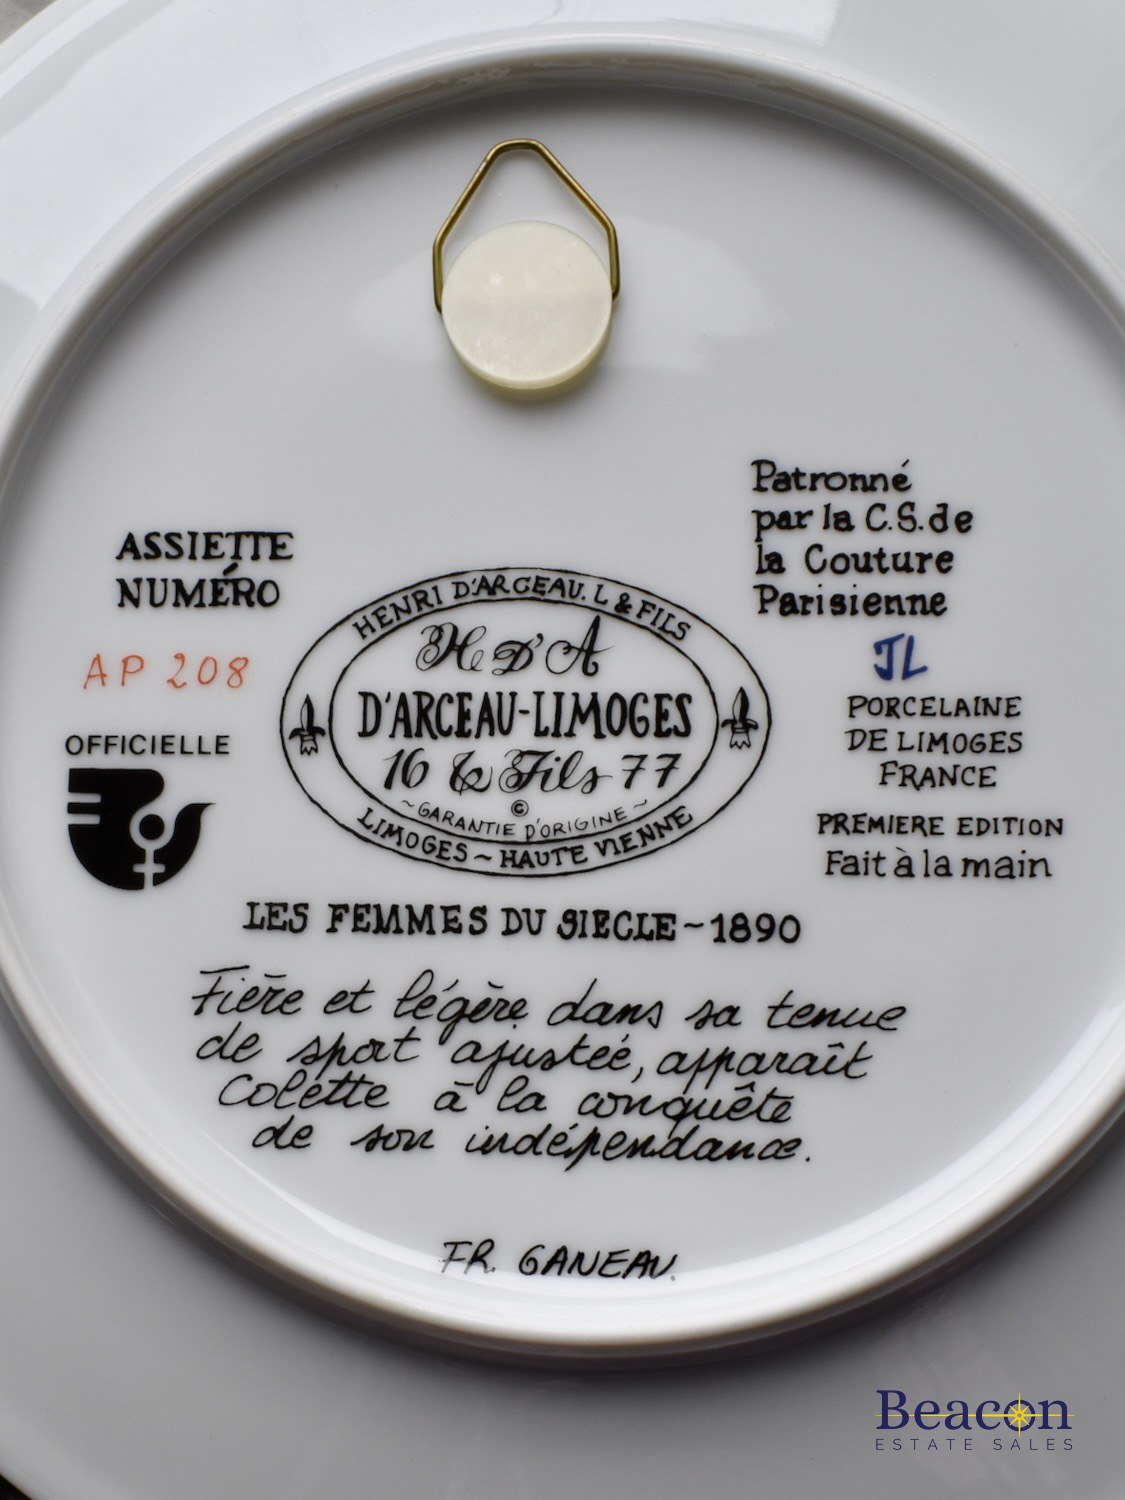 ASSIETTE
NUMÉRO
AP 208
OFFICIELLE
HENRI D'ARCEAU. L & FILS
H D'A
D'ARCEAU-LIMOGES
16 & Fils 77
©
~GARANTIE D'ORIGINE~
LIMOGES ~ HAUTE VIENNE
Patronné
par la C.S. de
la Couture
Parisienne
JL
PORCELAINE
DE LIMOGES
FRANCE
PREMIERE EDITION
Fait à la main
LES FEMMES DU SIECLE ~ 1890
Fière et légère dans sa tenue
de sport ajustée, apparaît
Colette à la conquête
de son indépendance.
FR. GANEAU.
Beacon
ESTATE SALES